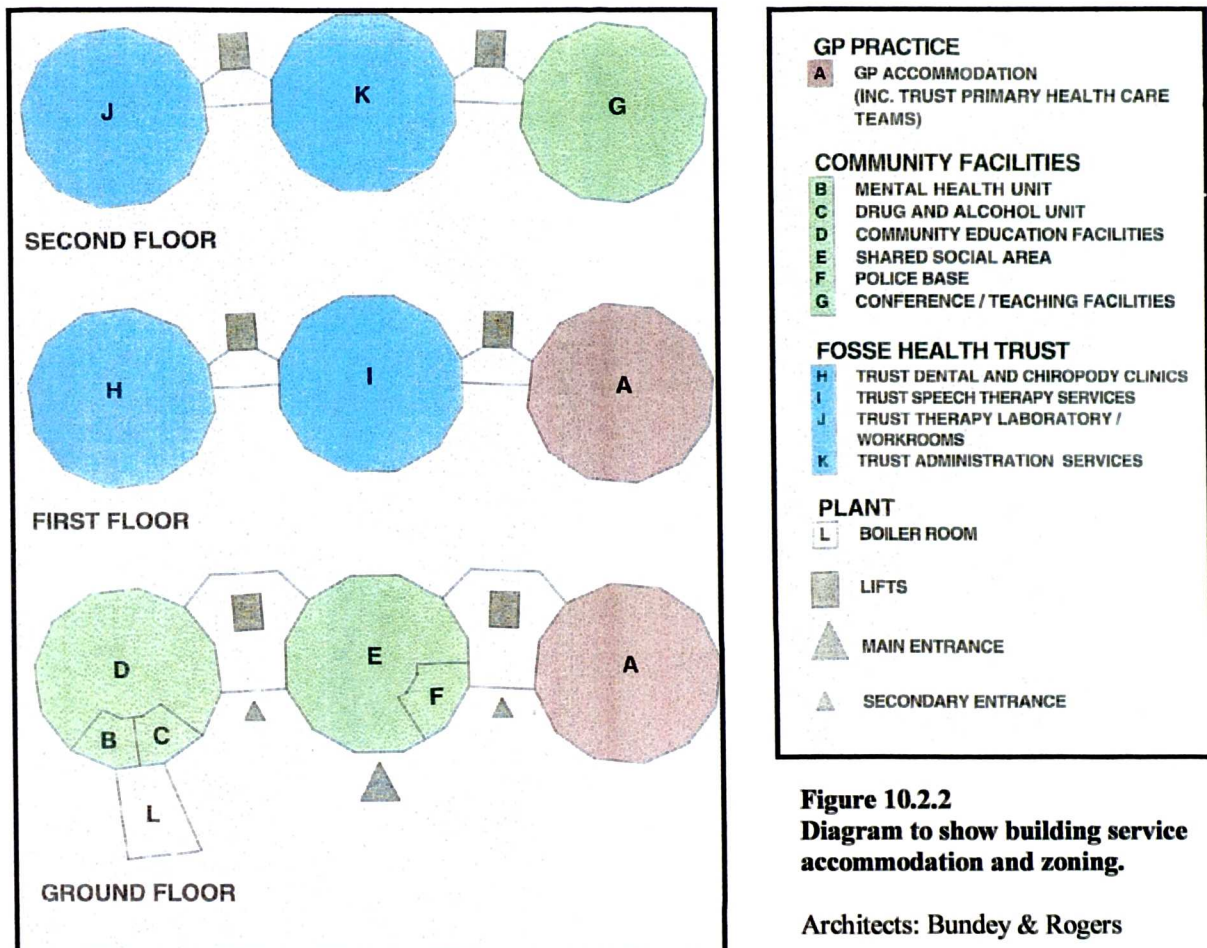 J
K
G
SECOND FLOOR
H
I
A
FIRST FLOOR
D
E
A
F
B
C
L
GROUND FLOOR
GP PRACTICE
A GP ACCOMMODATION
(INC. TRUST PRIMARY HEALTH CARE
TEAMS)
COMMUNITY FACILITIES
B MENTAL HEALTH UNIT
C DRUG AND ALCOHOL UNIT
D COMMUNITY EDUCATION FACILITIES
E SHARED SOCIAL AREA
F POLICE BASE
G CONFERENCE / TEACHING FACILITIES
FOSSE HEALTH TRUST
H TRUST DENTAL AND CHIROPODY CLINICS
I TRUST SPEECH THERAPY SERVICES
J TRUST THERAPY LABORATORY /
WORKROOMS
K TRUST ADMINISTRATION SERVICES
PLANT
L BOILER ROOM
LIFTS
MAIN ENTRANCE
SECONDARY ENTRANCE
Figure 10.2.2
Diagram to show building service
accommodation and zoning.
Architects: Bundey & Rogers